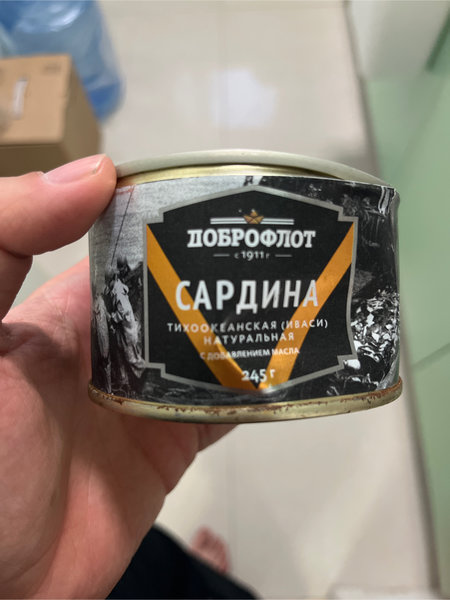 ДОБРОФЛОТ
с 1911 г
САРДИНА
ТИХООКЕАНСКАЯ (ИВАСИ)
НАТУРАЛЬНАЯ
С ДОБАВЛЕНИЕМ МАСЛА
245 г